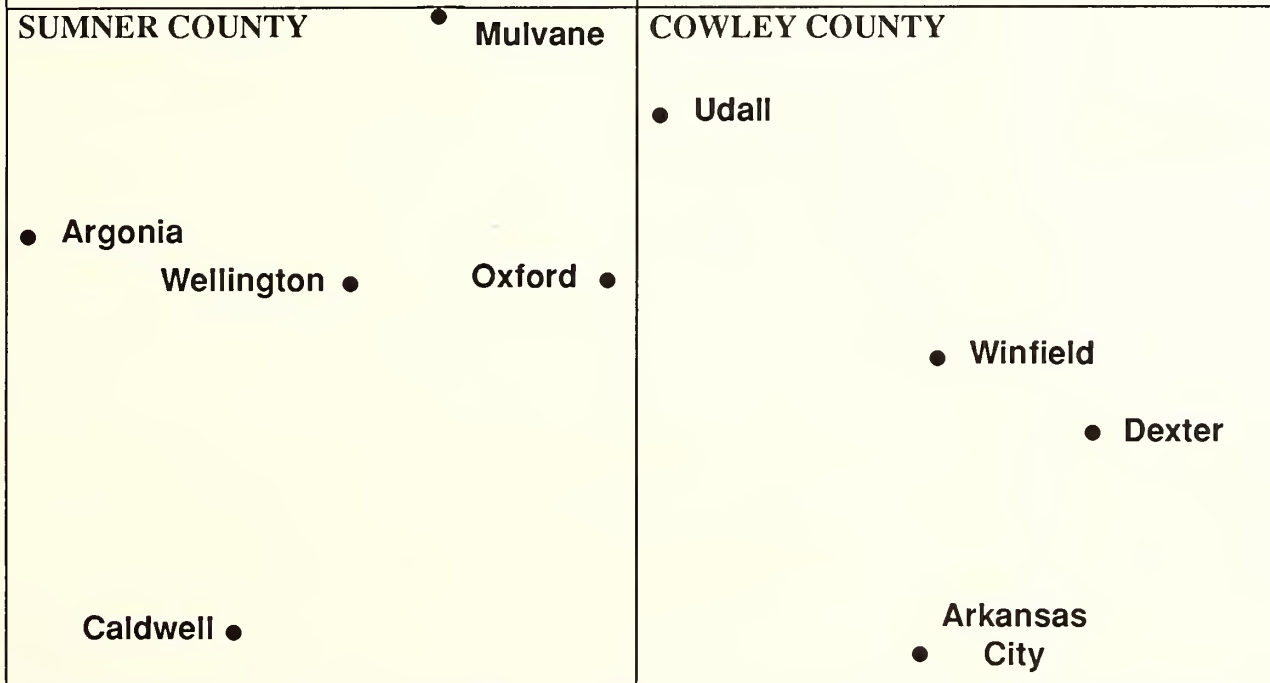 SUMNER COUNTY
Mulvane
Argonia
Wellington
Oxford
Caldwell
COWLEY COUNTY
Udall
Winfield
Dexter
Arkansas
City